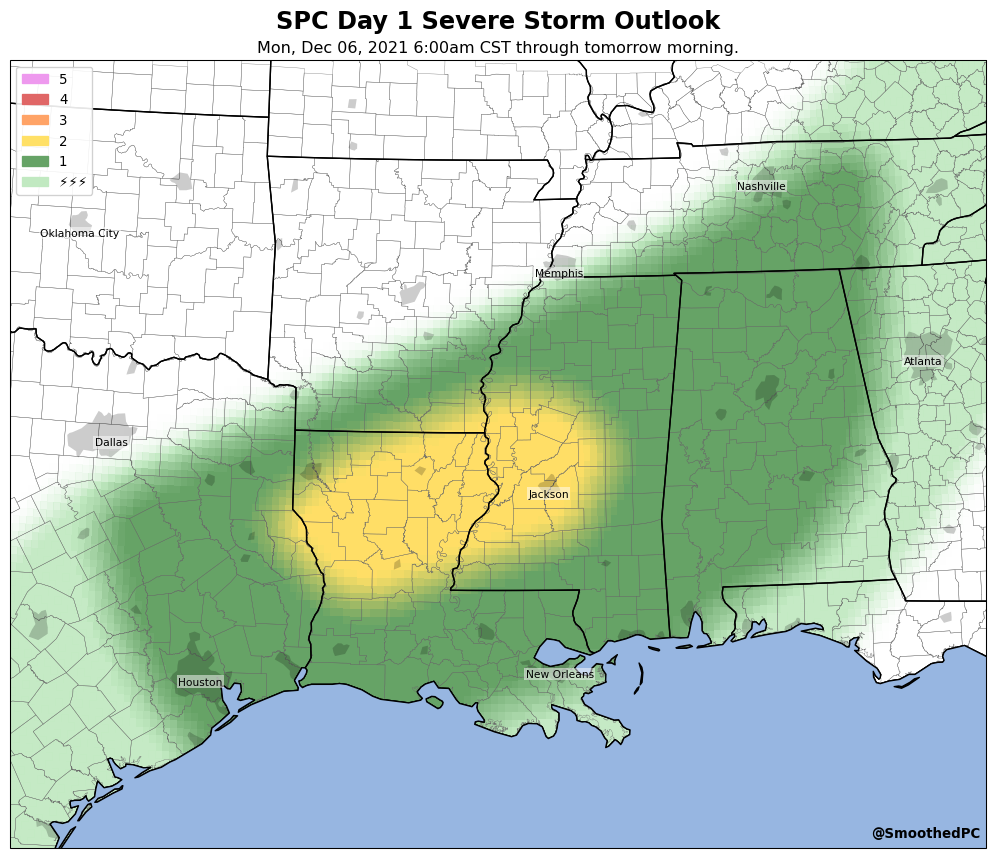 SPC Day 1 Severe Storm Outlook
Mon, Dec 06, 2021 6:00am CST through tomorrow morning.
5
4
3
2
1
⚡⚡⚡
Nashville
Oklahoma City
Memphis
Atlanta
Dallas
Jackson
New Orleans
Houston
@SmoothedPC